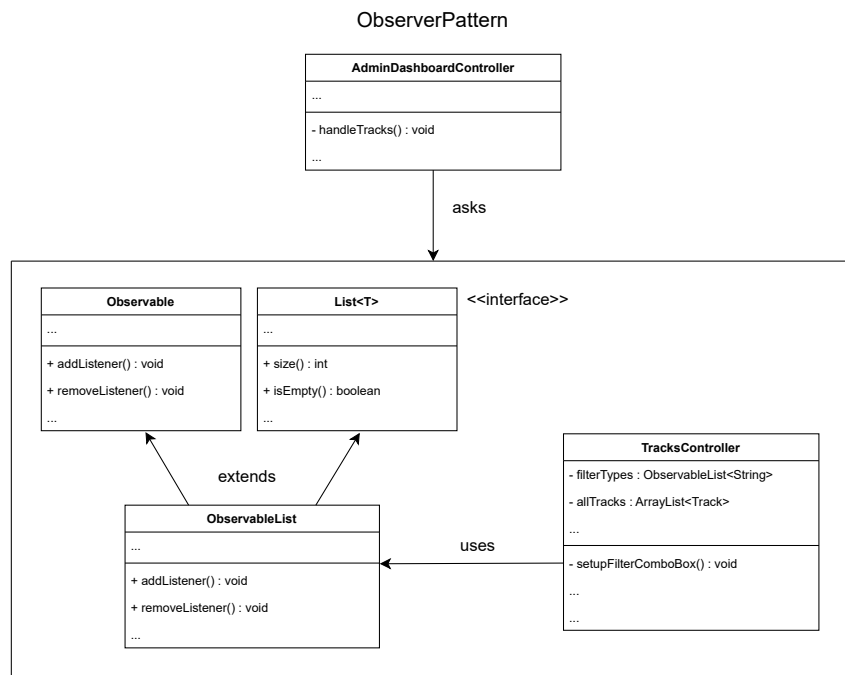 ObserverPattern
AdminDashboardController
...
- handleTracks() : void
...
asks
Observable
...
+ addListener() : void
+ removeListener() : void
...
List<T>
...
+ size() : int
+ isEmpty() : boolean
...
<<interface>>
extends
ObservableList
...
+ addListener() : void
+ removeListener() : void
...
uses
TracksController
- filterTypes : ObservableList<String>
- allTracks : ArrayList<Track>
...
- setupFilterComboBox() : void
...
...